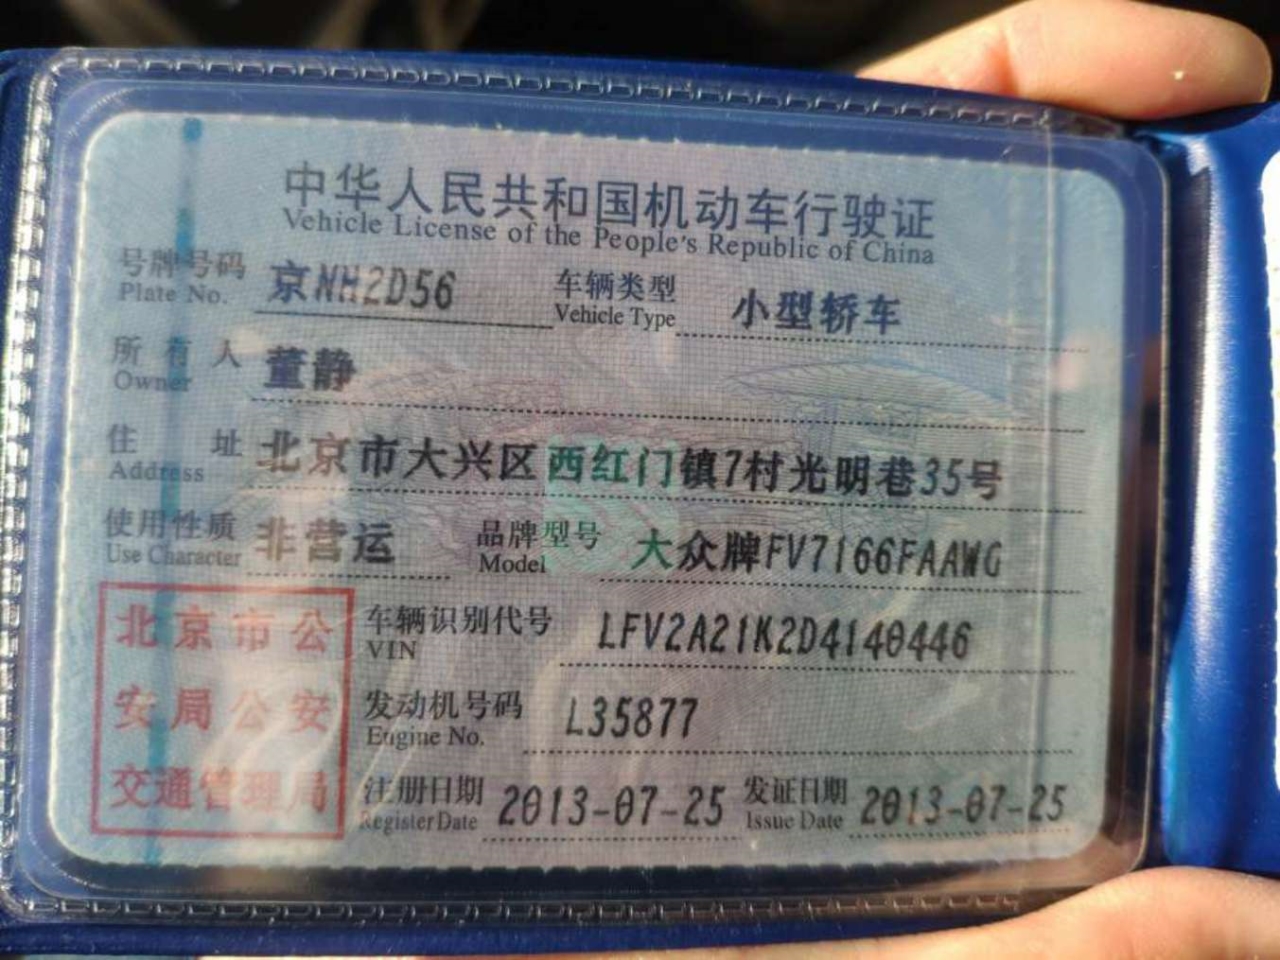 中华人民共和国机动车行驶证
Vehicle License of the People's Republic of China
号牌号码 京NH2D56 车辆类型 小型轿车
Plate No. Vehicle Type
所有人 董静
Owner
住址 北京市大兴区西红门镇7村光明巷35号
Address
使用性质 非营运 品牌型号 大众牌FV7166FAAWG
Use Character Model
北京市公
安局公安
交通管理局
车辆识别代号 LFV2A21K2D4140446
VIN
发动机号码 L35877
Engine No.
注册日期 2013-07-25 发证日期 2013-07-25
Register Date Issue Date